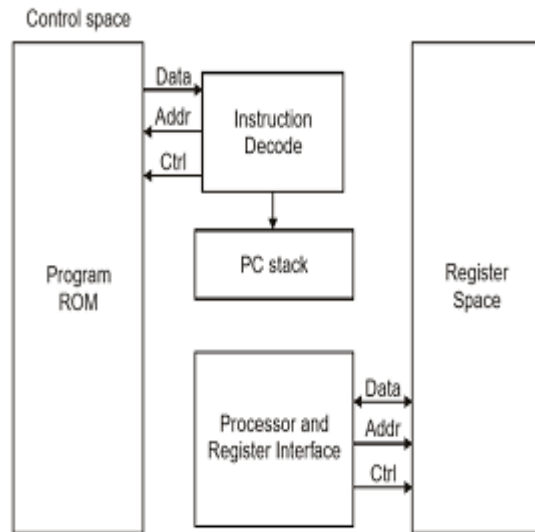 Control space
Data
Addr
Ctrl
Instruction
Decode
PC stack
Program
ROM
Register
Space
Processor and
Register Interface
Data
Addr
Ctrl